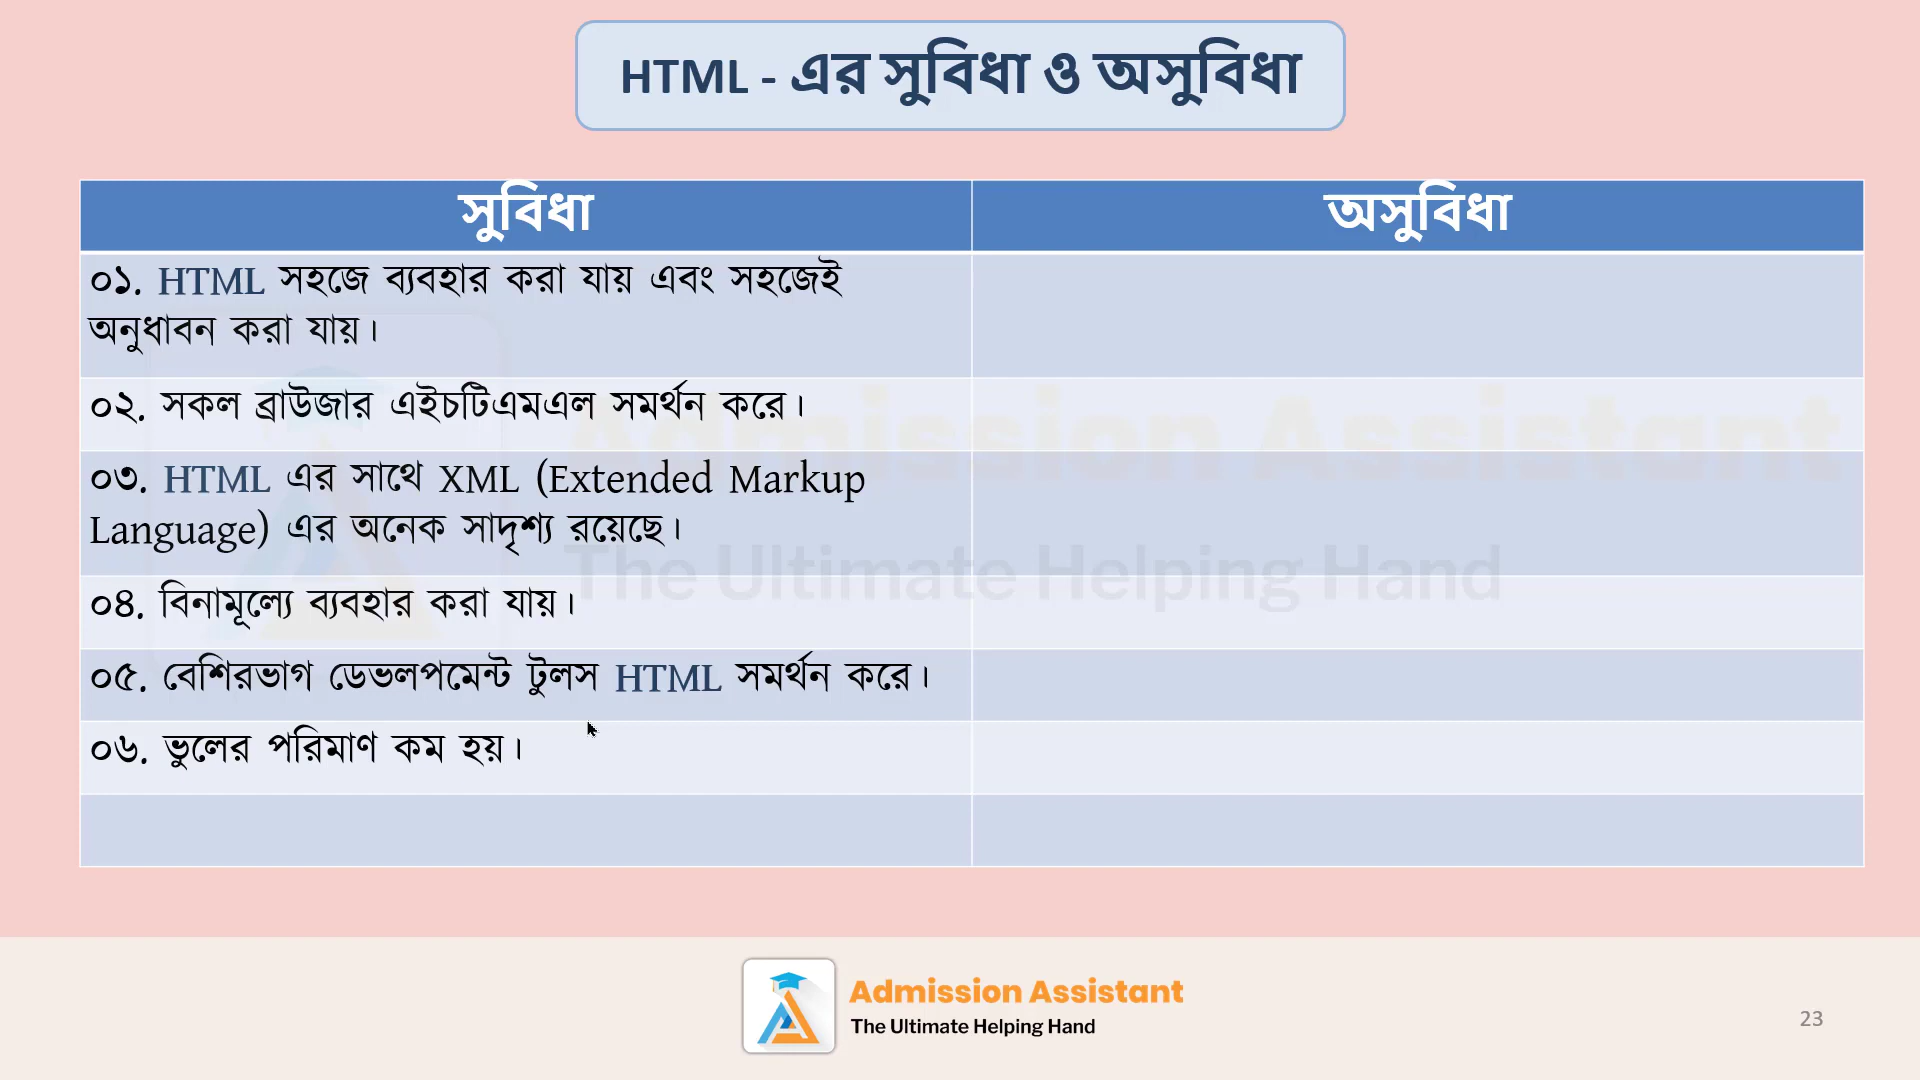 HTML - এর সুবিধা ও অসুবিধা
সুবিধা
অসুবিধা
০১. HTML সহজে ব্যবহার করা যায় এবং সহজেই
অনুধাবন করা যায়।
০২. সকল ব্রাউজার এইচটিএমএল সমর্থন করে।
০৩. HTML এর সাথে XML (Extended Markup
Language) এর অনেক সাদৃশ্য রয়েছে।
০৪. বিনামূল্যে ব্যবহার করা যায়।
০৫. বেশিরভাগ ডেভলপমেন্ট টুলস HTML সমর্থন করে।
০৬. ভুলের পরিমাণ কম হয়।
Admission Assistant
The Ultimate Helping Hand
Admission Assistant
The Ultimate Helping Hand
23